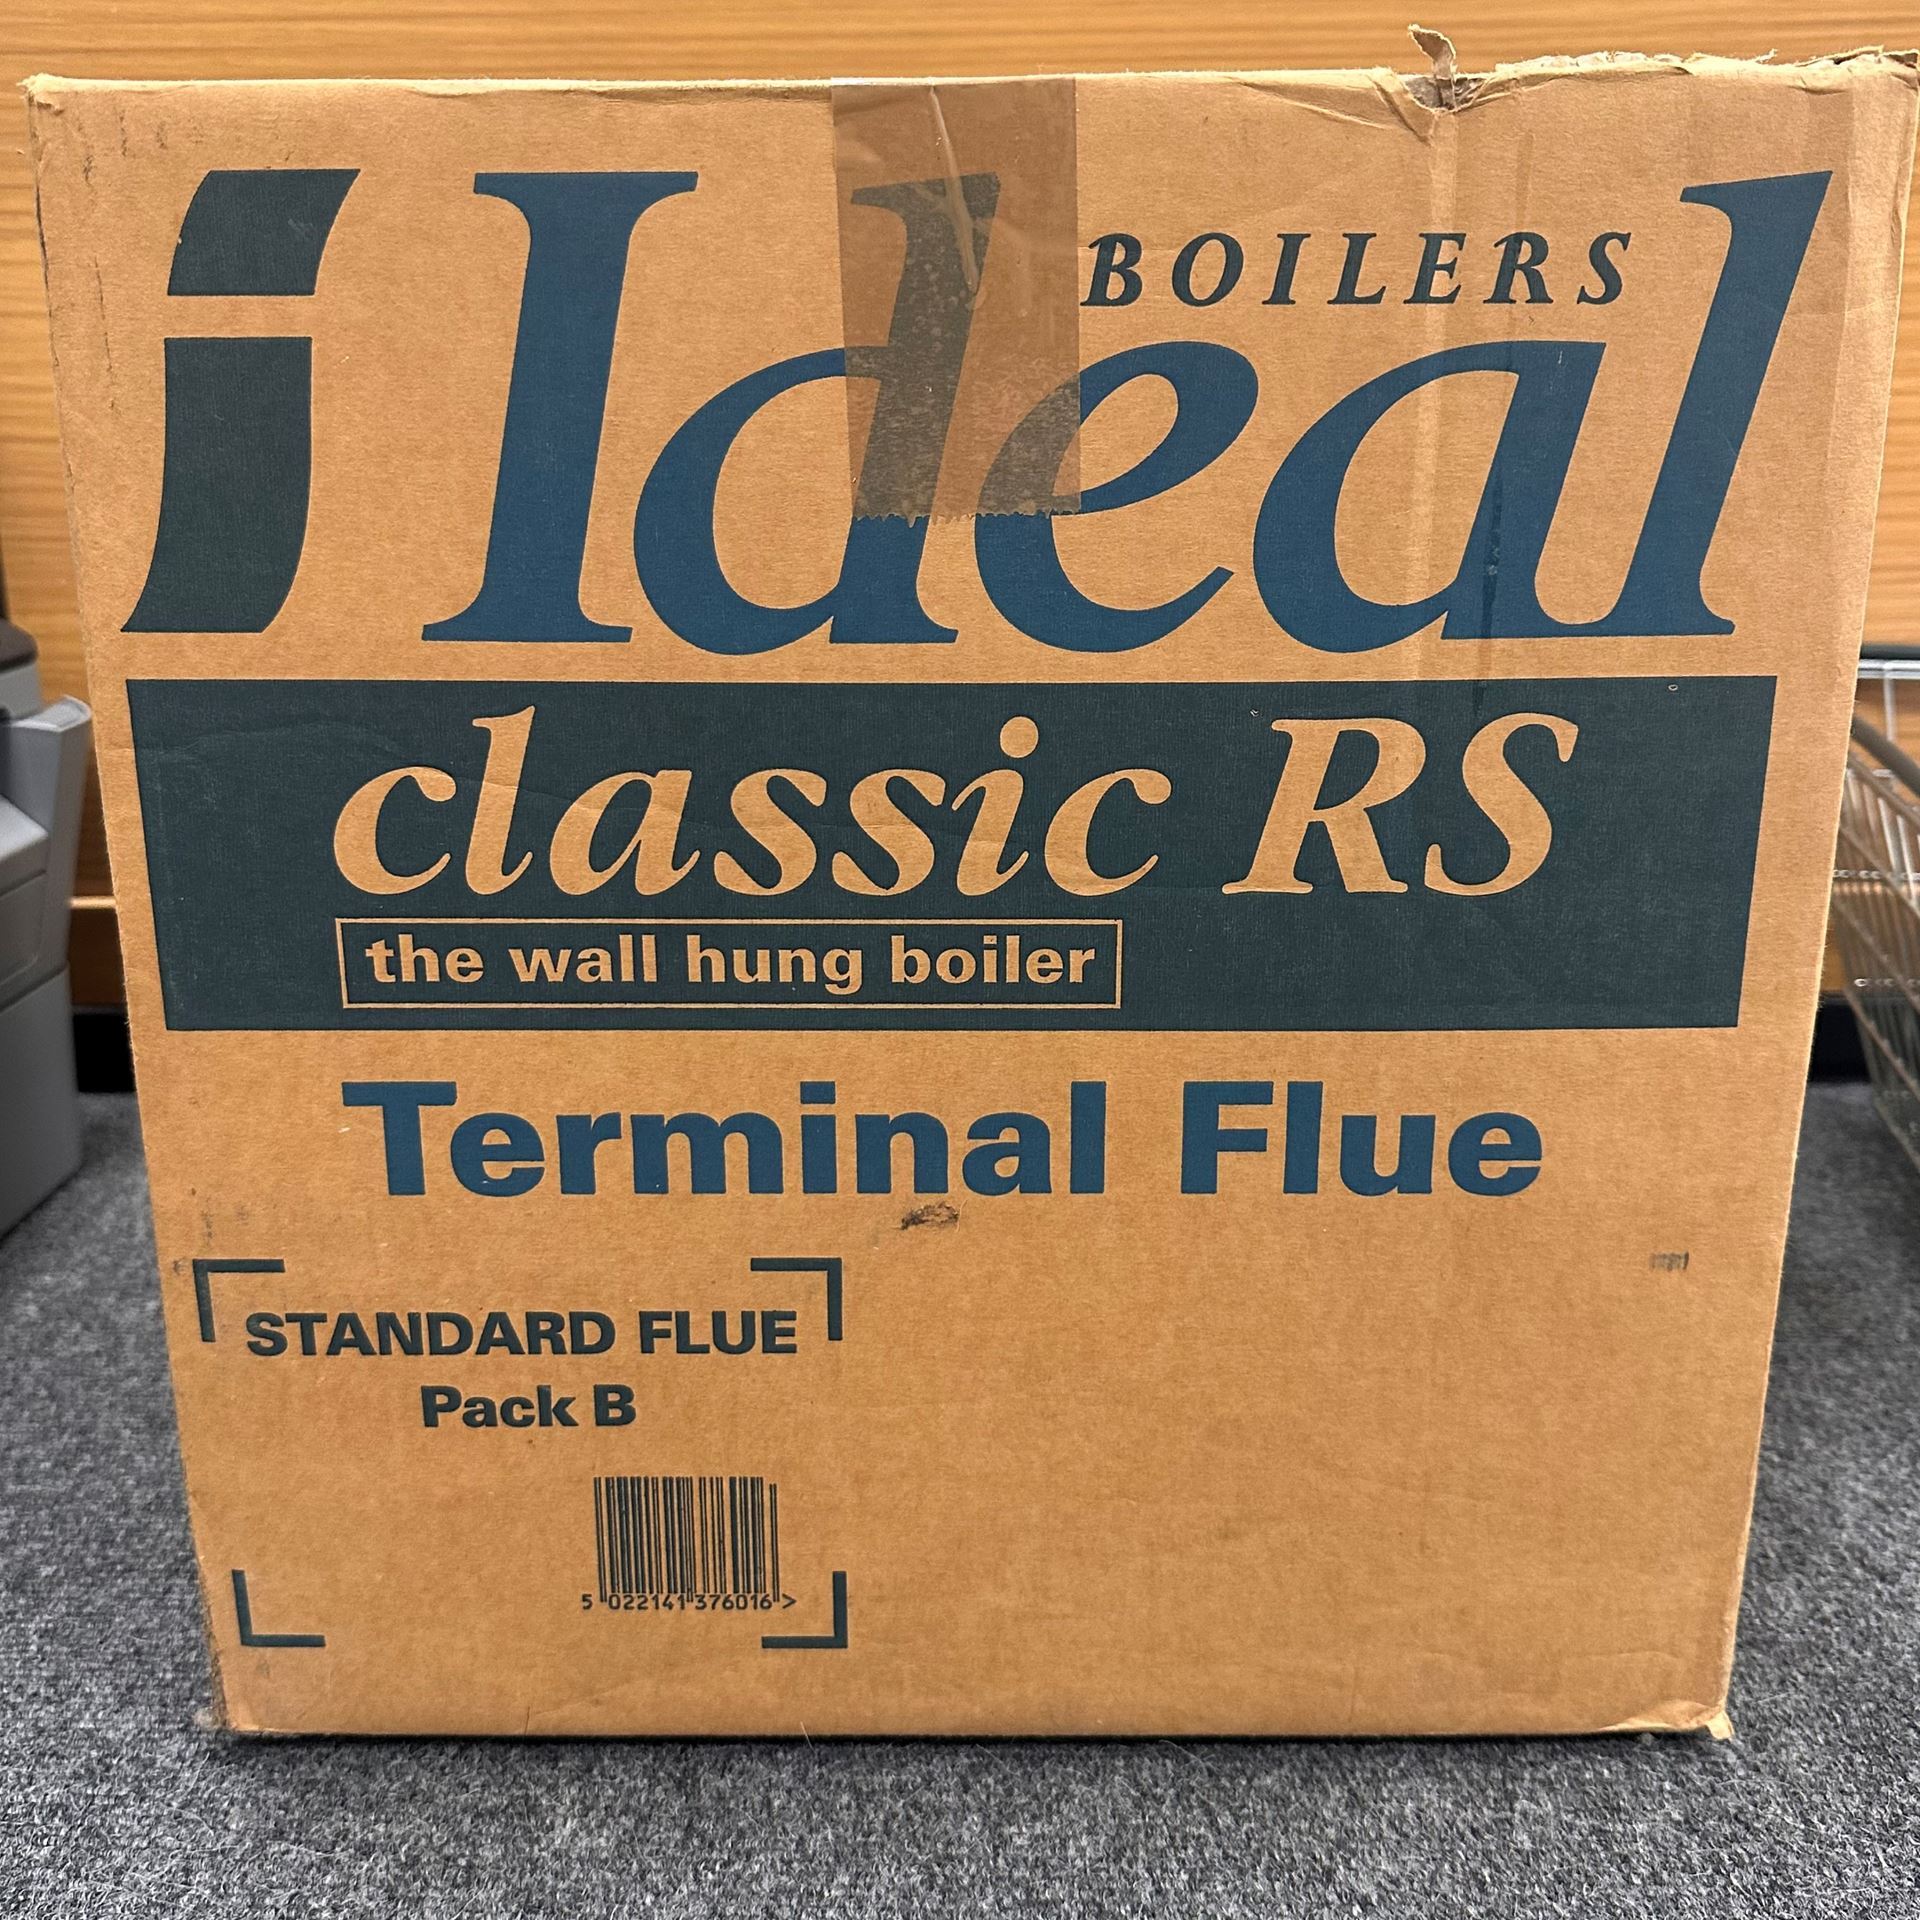 i Ideal
BOILERS
classic RS
the wall hung boiler
Terminal Flue
STANDARD FLUE
Pack B
5 022141 376016 >